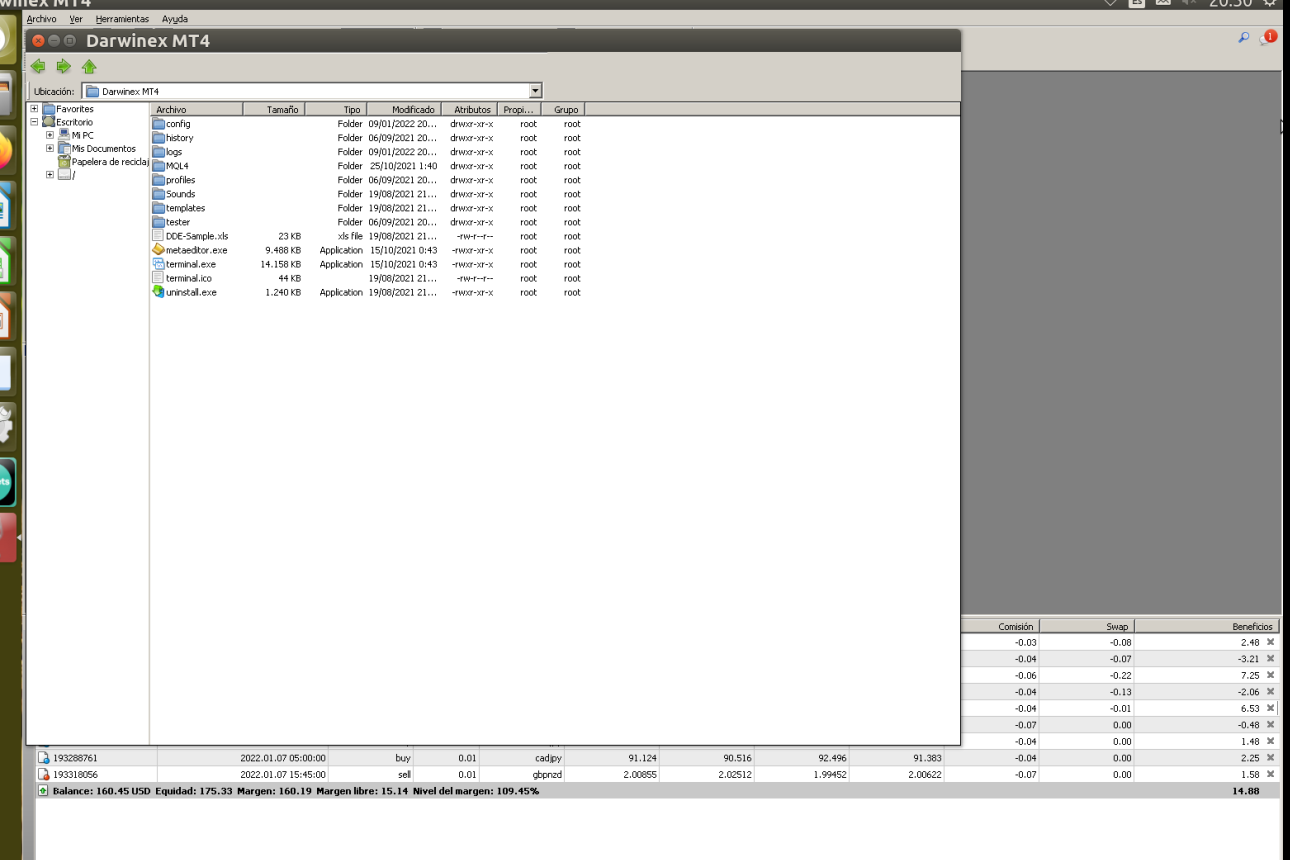 winex MT4
Es
20:30
Archivo Ver Herramientas Ayuda
Darwinex MT4
1
Ubicación: Darwinex MT4
Favorites
Escritorio
Mi PC
Mis Documentos
Papelera de reciclaj
/
Archivo Tamaño Tipo Modificado Atributos Propi... Grupo
config Folder 09/01/2022 20... drwxr-xr-x root root
history Folder 06/09/2021 20... drwxr-xr-x root root
logs Folder 09/01/2022 20... drwxr-xr-x root root
MQL4 Folder 25/10/2021 1:40 drwxr-xr-x root root
profiles Folder 06/09/2021 20... drwxr-xr-x root root
Sounds Folder 19/08/2021 21... drwxr-xr-x root root
templates Folder 19/08/2021 21... drwxr-xr-x root root
tester Folder 06/09/2021 20... drwxr-xr-x root root
DDE-Sample.xls 23 KB xls file 19/08/2021 21... -rw-r--r-- root root
metaeditor.exe 9.488 KB Application 15/10/2021 0:43 -rwxr-xr-x root root
terminal.exe 14.158 KB Application 15/10/2021 0:43 -rwxr-xr-x root root
terminal.ico 44 KB 19/08/2021 21... -rw-r--r-- root root
uninstall.exe 1.240 KB Application 19/08/2021 21... -rwxr-xr-x root root
Comisión Swap Beneficios
-0.03 -0.08 2.48
-0.04 -0.07 -3.21
-0.06 -0.22 7.25
-0.04 -0.13 -2.06
-0.04 -0.01 6.53
-0.07 0.00 -0.48
-0.04 0.00 1.48
193288761 2022.01.07 05:00:00 buy 0.01 cadjpy 91.124 90.516 92.496 91.383 -0.04 0.00 2.25
193318056 2022.01.07 15:45:00 sell 0.01 gbpnzd 2.00855 2.02512 1.99452 2.00622 -0.07 0.00 1.58
Balance: 160.45 USD Equidad: 175.33 Margen: 160.19 Margen libre: 15.14 Nivel del margen: 109.45% 14.88